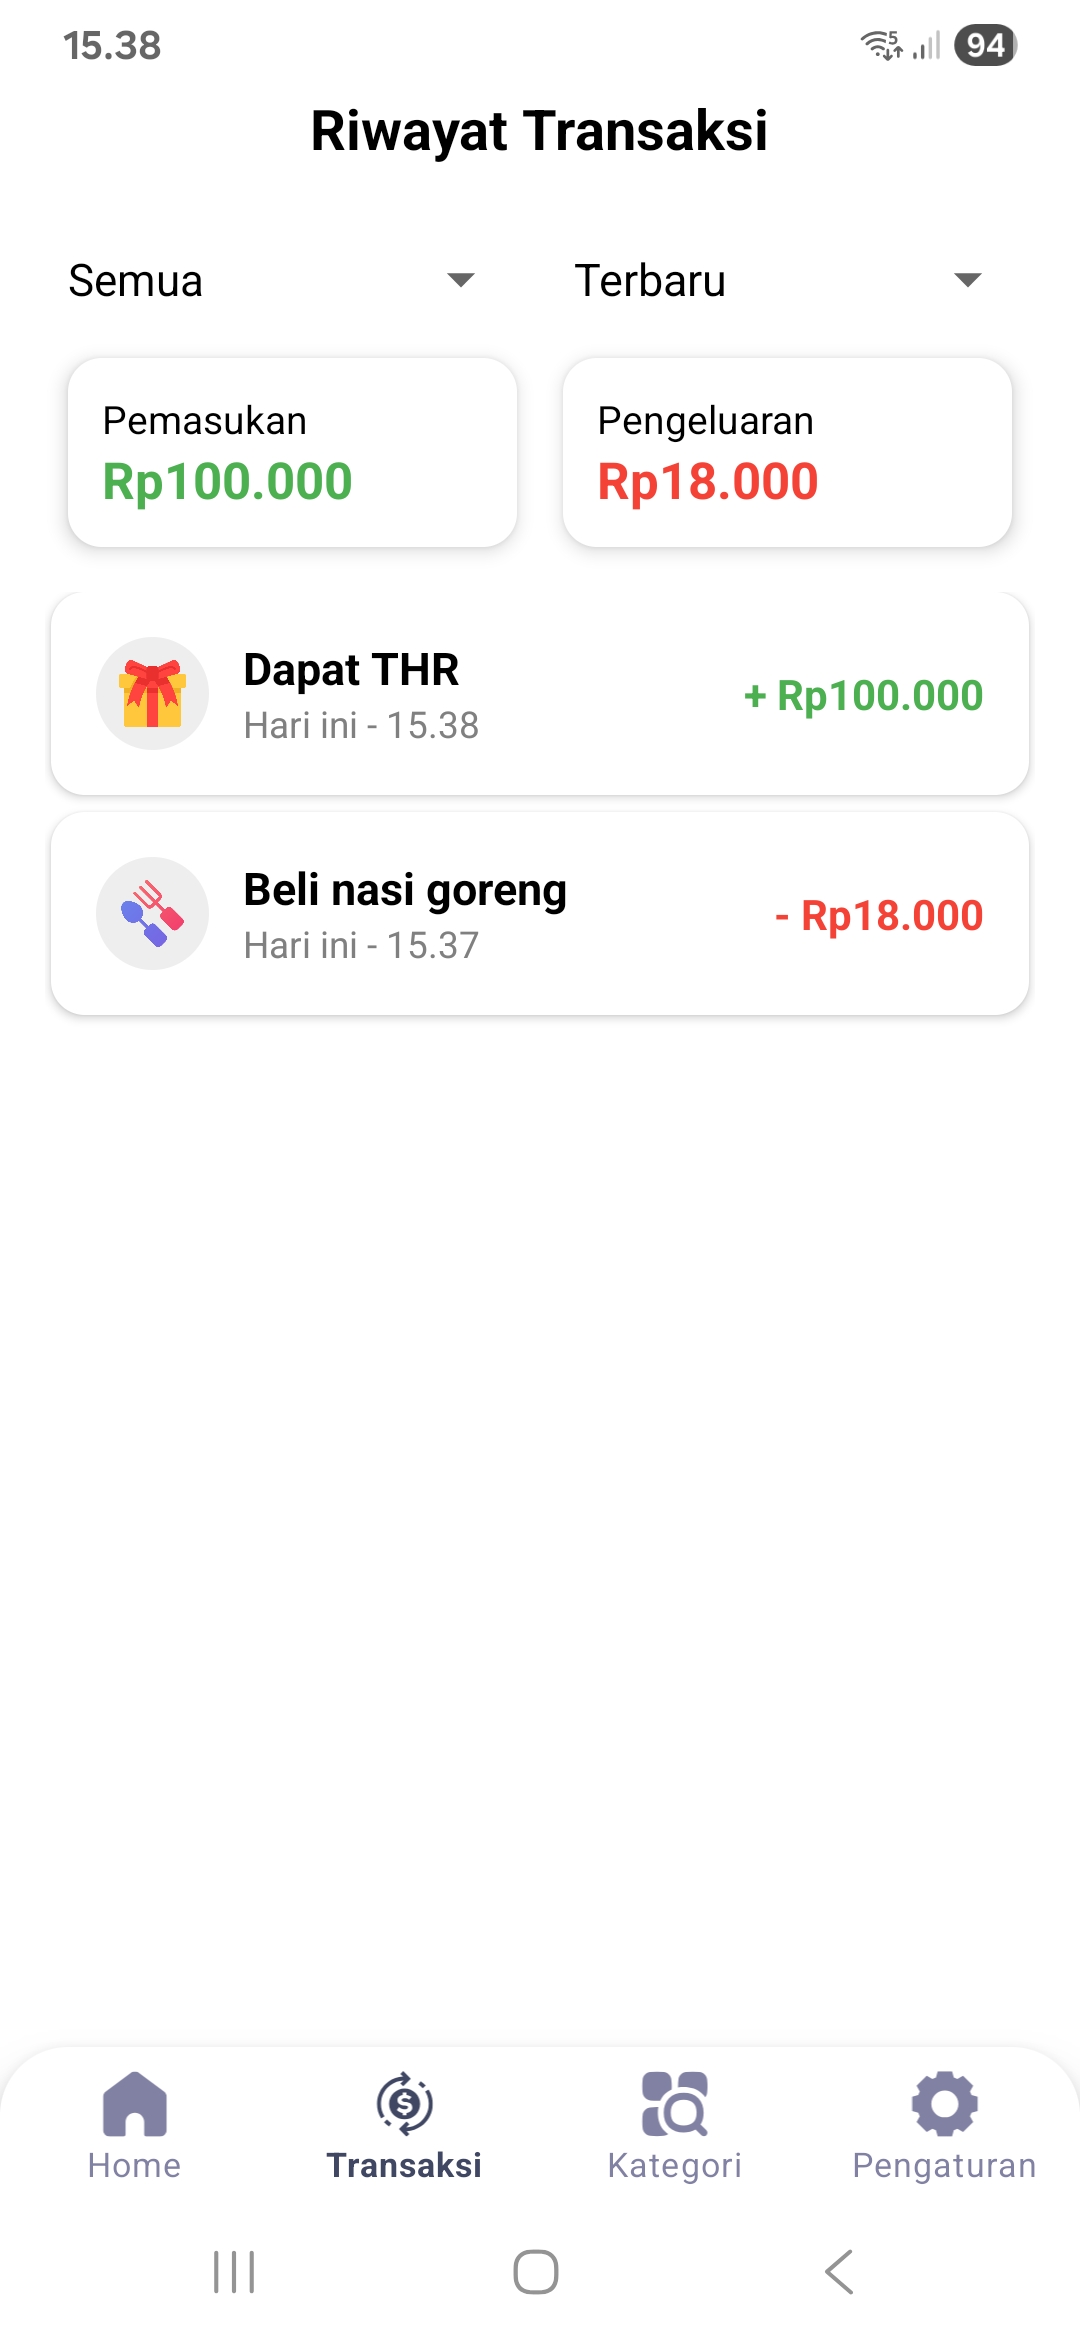 15.38
5
94
Riwayat Transaksi
Semua
Terbaru
Pemasukan
Rp100.000
Pengeluaran
Rp18.000
Dapat THR
Hari ini - 15.38
+ Rp100.000
Beli nasi goreng
Hari ini - 15.37
- Rp18.000
$
Home
Transaksi
Kategori
Pengaturan